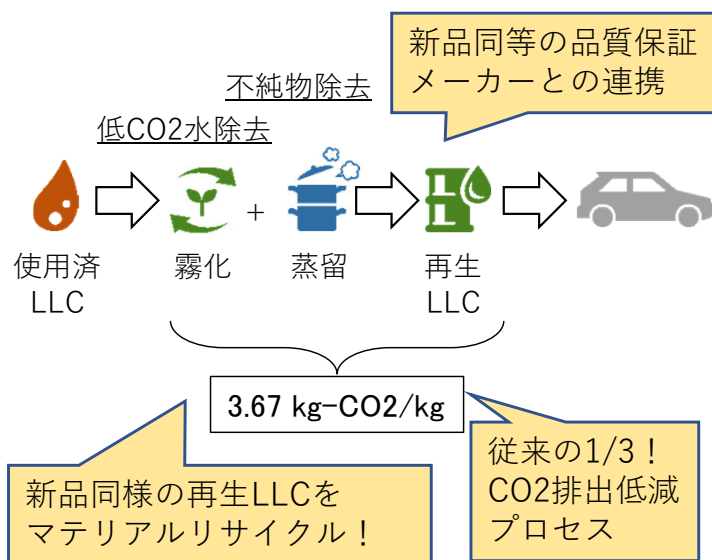 新品同等の品質保証
メーカーとの連携
不純物除去
低CO2水除去
+
使用済
LLC
霧化
蒸留
再生
LLC
3.67 kg-CO2/kg
新品同様の再生LLCを
マテリアルリサイクル！
従来の1/3！
CO2排出低減
プロセス